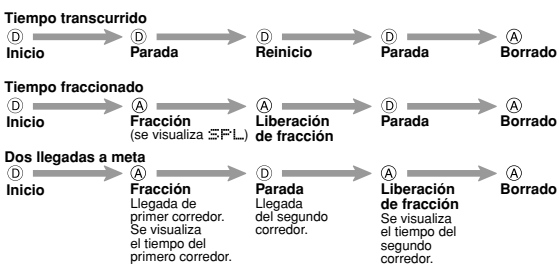 Tiempo transcurrido
D D D D A
Inicio Parada Reinicio Parada Borrado
Tiempo fraccionado
D A A D A
Inicio Fracción Liberación Parada Borrado
(se visualiza SPL) de fracción
Dos llegadas a meta
D A D A A
Inicio Fracción Parada Liberación Borrado
Llegada de Llegada de fracción
primer corredor. del segundo Se visualiza
Se visualiza corredor. el tiempo del
el tiempo del segundo
primero corredor. corredor.